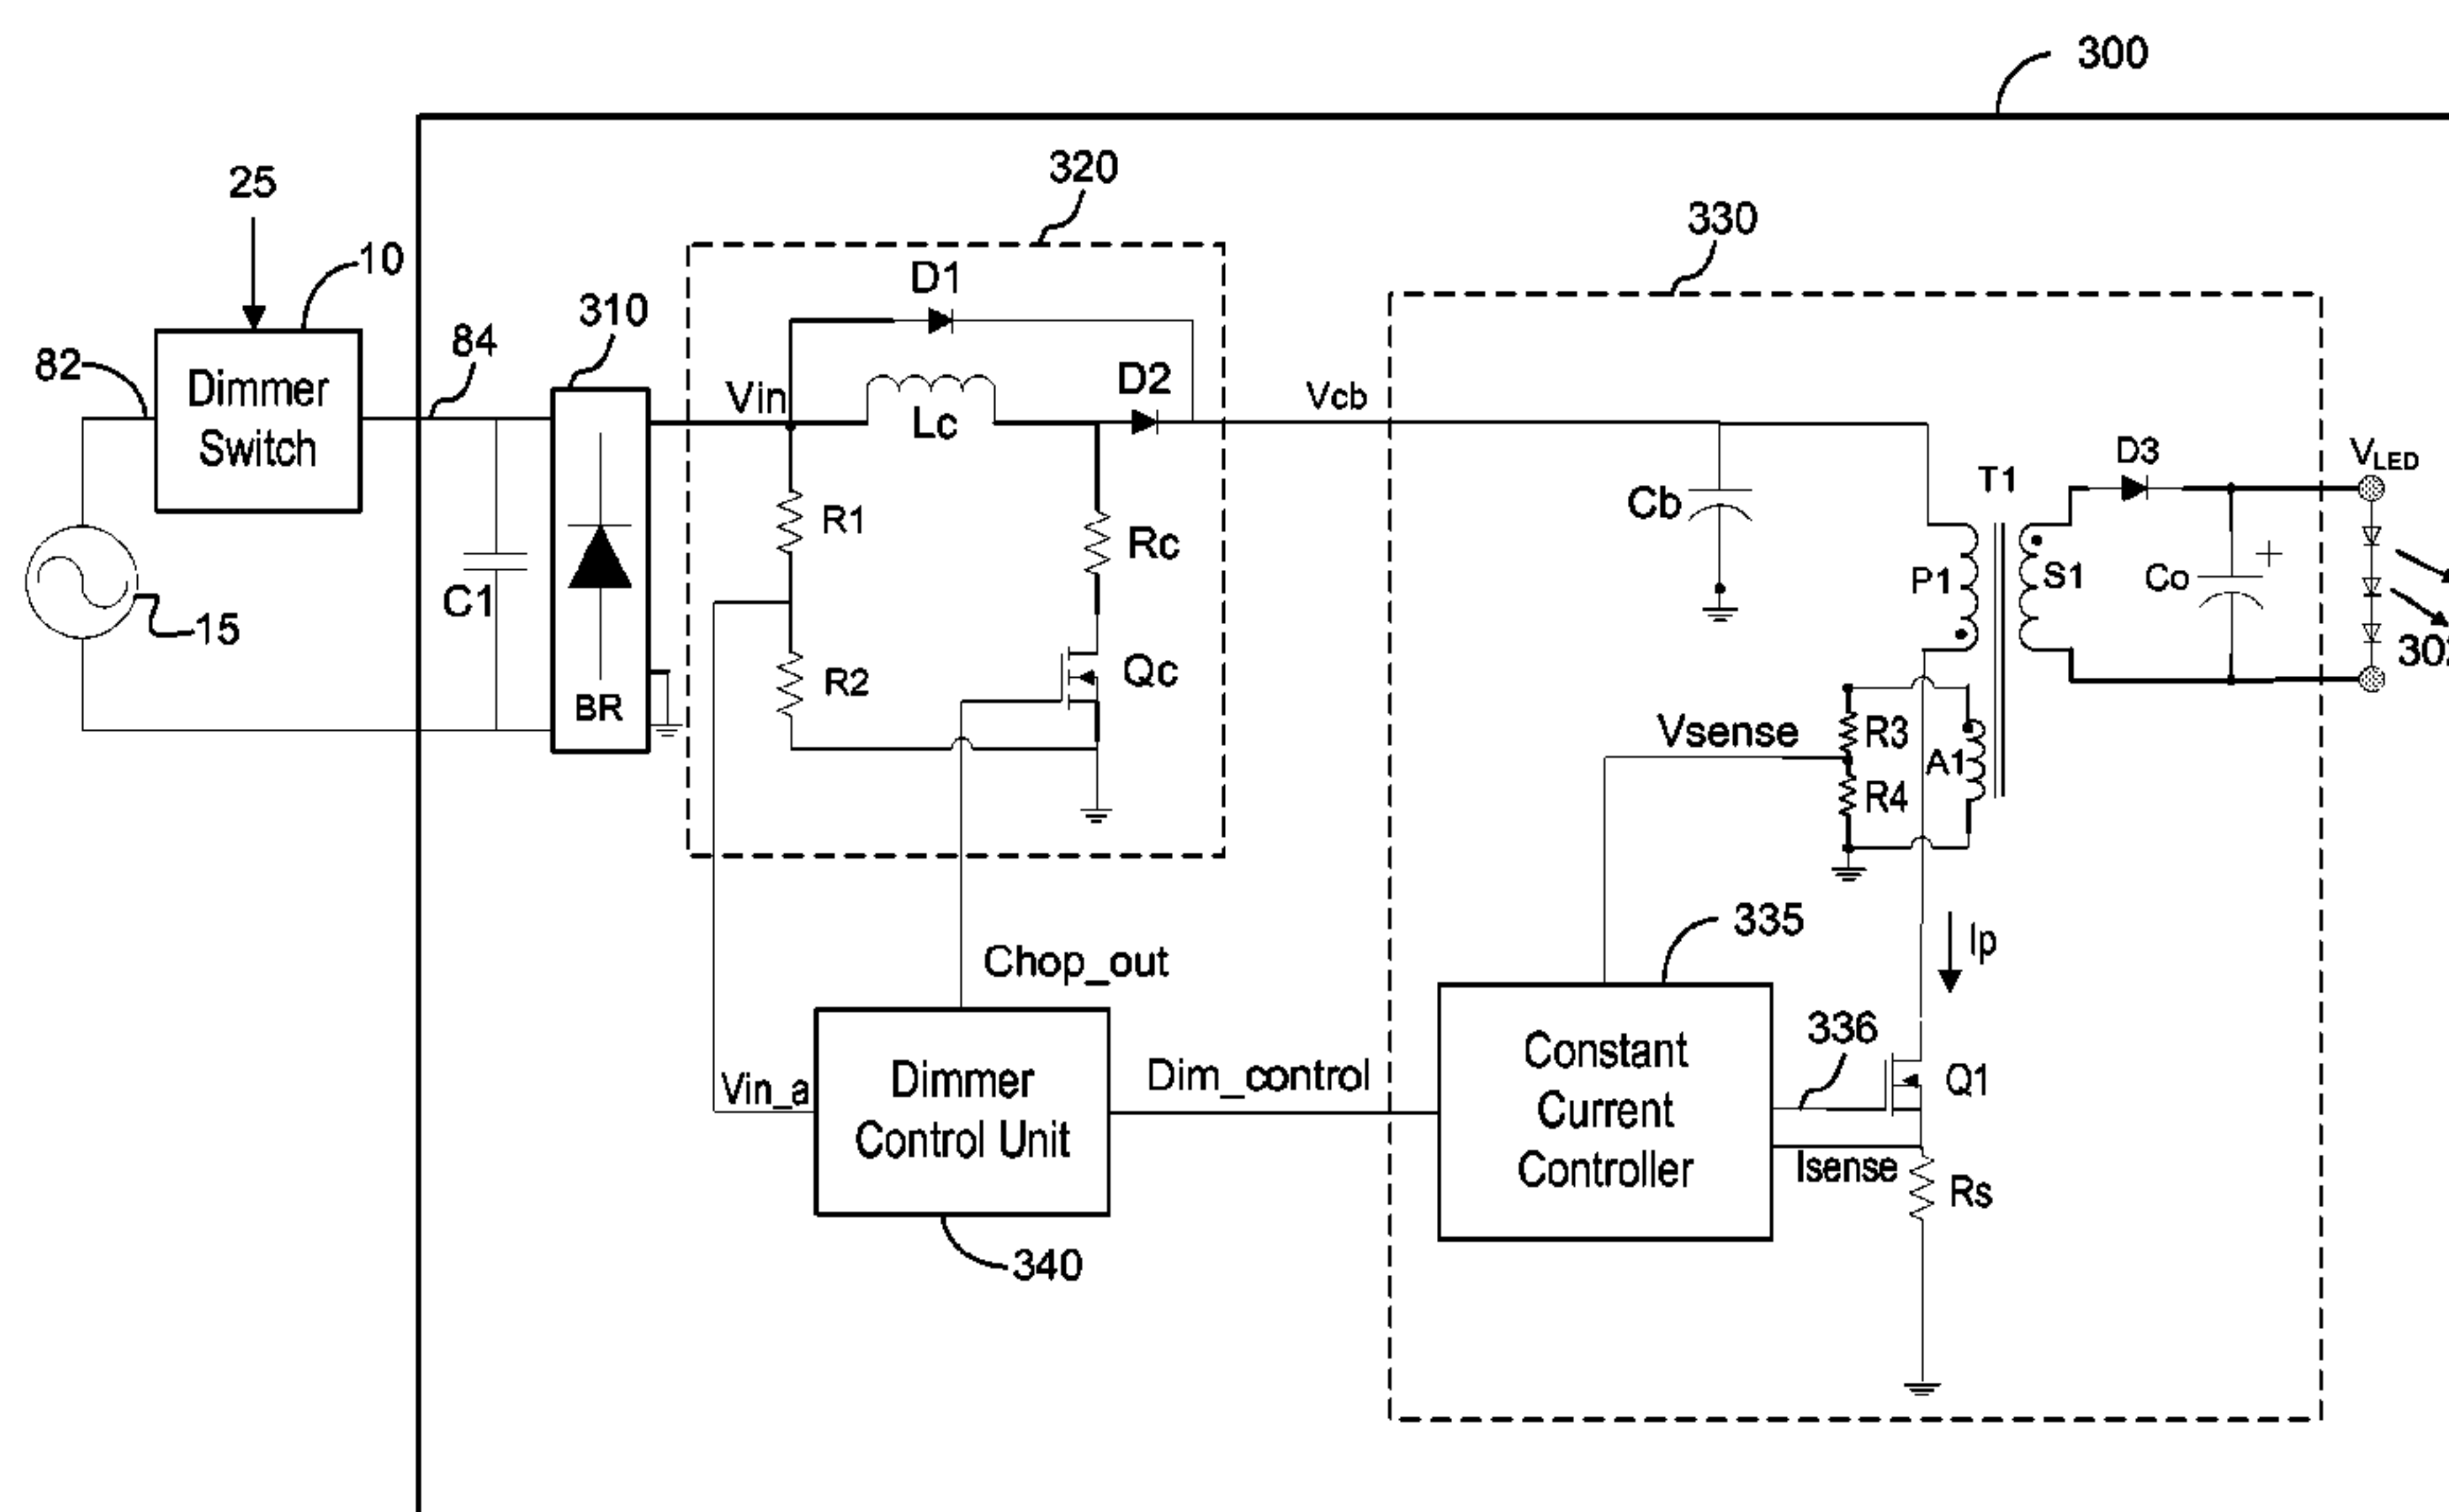 300
320
25
330
10
D1
310
84
82
Dimmer
Switch
Vin
D2
Vcb
Lc
VLED
D3
T1
R1
Cb
Rc
P1
S1
Co
+
C1
15
R2
Qc
BR
Vsense
R3
A1
R4
335
Ip
Chop_out
336
Constant
Current
Controller
Vin_a
Dimmer
Control Unit
Dim_control
Q1
Isense
Rs
340